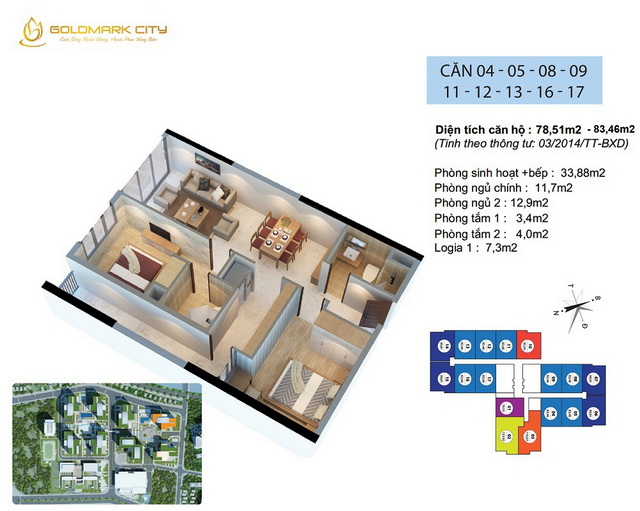 GOLDMARK CITY
CĂN 04 - 05 - 08 - 09
11 - 12 - 13 - 16 - 17
Diện tích căn hộ : 78,51m2 - 83,46m2
(Tính theo thông tư: 03/2014/TT-BXD)
Phòng sinh hoạt +bếp : 33,88m2
Phòng ngủ chính : 11,7m2
Phòng ngủ 2 : 12,9m2
Phòng tắm 1 : 3,4m2
Phòng tắm 2 : 4,0m2
Logia 1 : 7,3m2
T
B
N
Đ